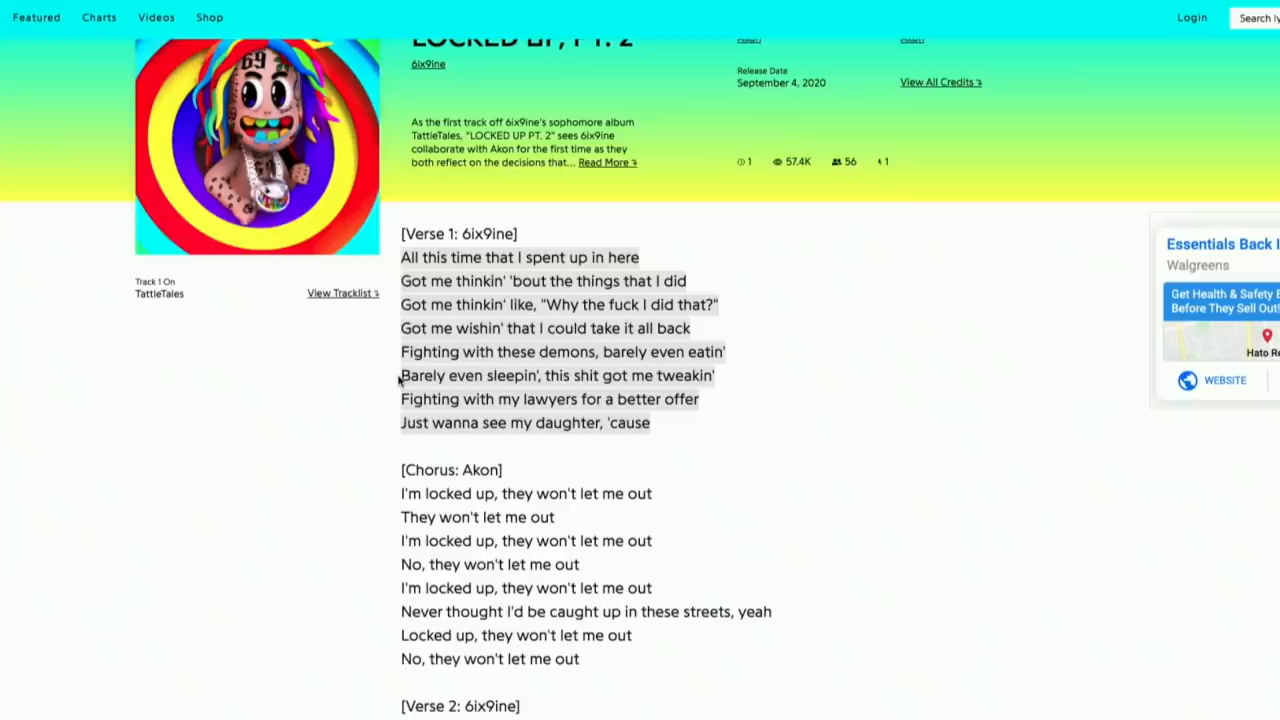 Featured Charts Videos Shop Login Search ly
LOCKED UP, PT. 2
6ix9ine
Release Date
September 4, 2020
View All Credits
As the first track off 6ix9ine's sophomore album
TattleTales, "LOCKED UP PT. 2" sees 6ix9ine
collaborate with Akon for the first time as they
both reflect on the decisions that... Read More
1 57.4K 56 1
69
Track 1 On
TattleTales
View Tracklist
[Verse 1: 6ix9ine]
All this time that I spent up in here
Got me thinkin' 'bout the things that I did
Got me thinkin' like, "Why the fuck I did that?"
Got me wishin' that I could take it all back
Fighting with these demons, barely even eatin'
Barely even sleepin', this shit got me tweakin'
Fighting with my lawyers for a better offer
Just wanna see my daughter, 'cause
[Chorus: Akon]
I'm locked up, they won't let me out
They won't let me out
I'm locked up, they won't let me out
No, they won't let me out
I'm locked up, they won't let me out
Never thought I'd be caught up in these streets, yeah
Locked up, they won't let me out
No, they won't let me out
[Verse 2: 6ix9ine]
Essentials Back I
Walgreens
Get Health & Safety E
Before They Sell Out!
Hato Re
WEBSITE